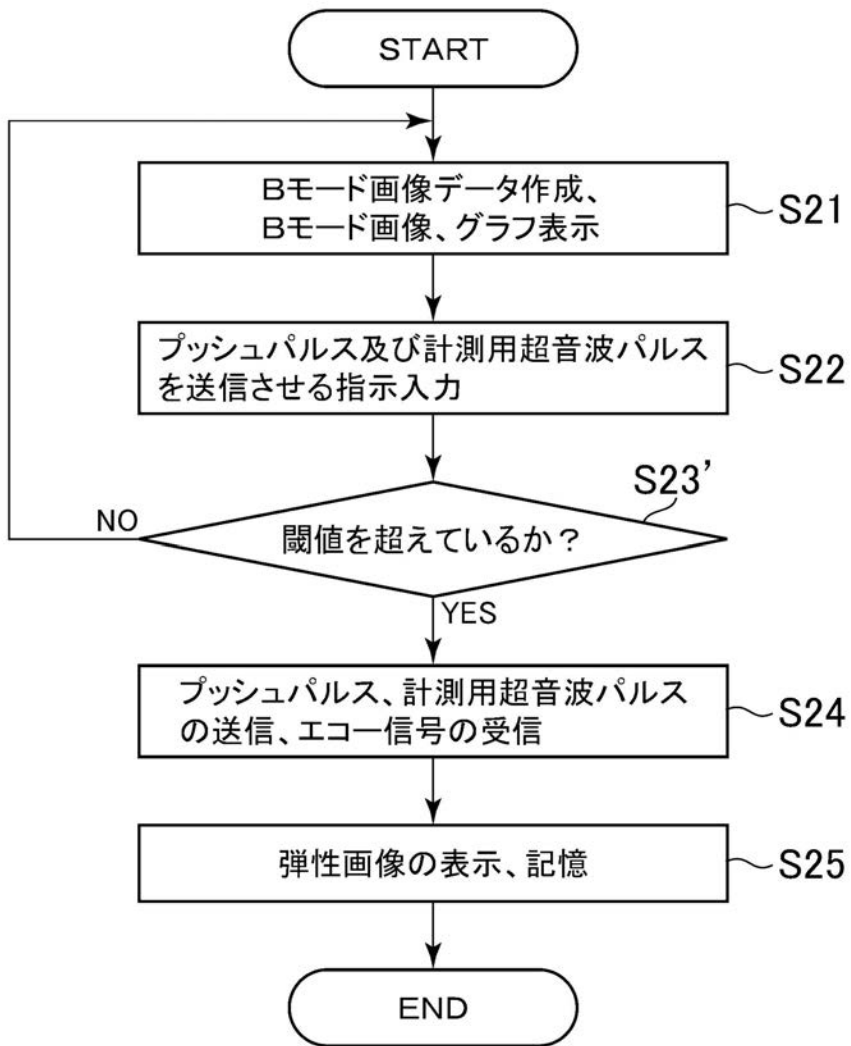 START
Bモード画像データ作成、
Bモード画像、グラフ表示
S21
プッシュパルス及び計測用超音波パルス
を送信させる指示入力
S22
S23’
NO
閾値を超えているか？
YES
プッシュパルス、計測用超音波パルス
の送信、エコー信号の受信
S24
弾性画像の表示、記憶
S25
END